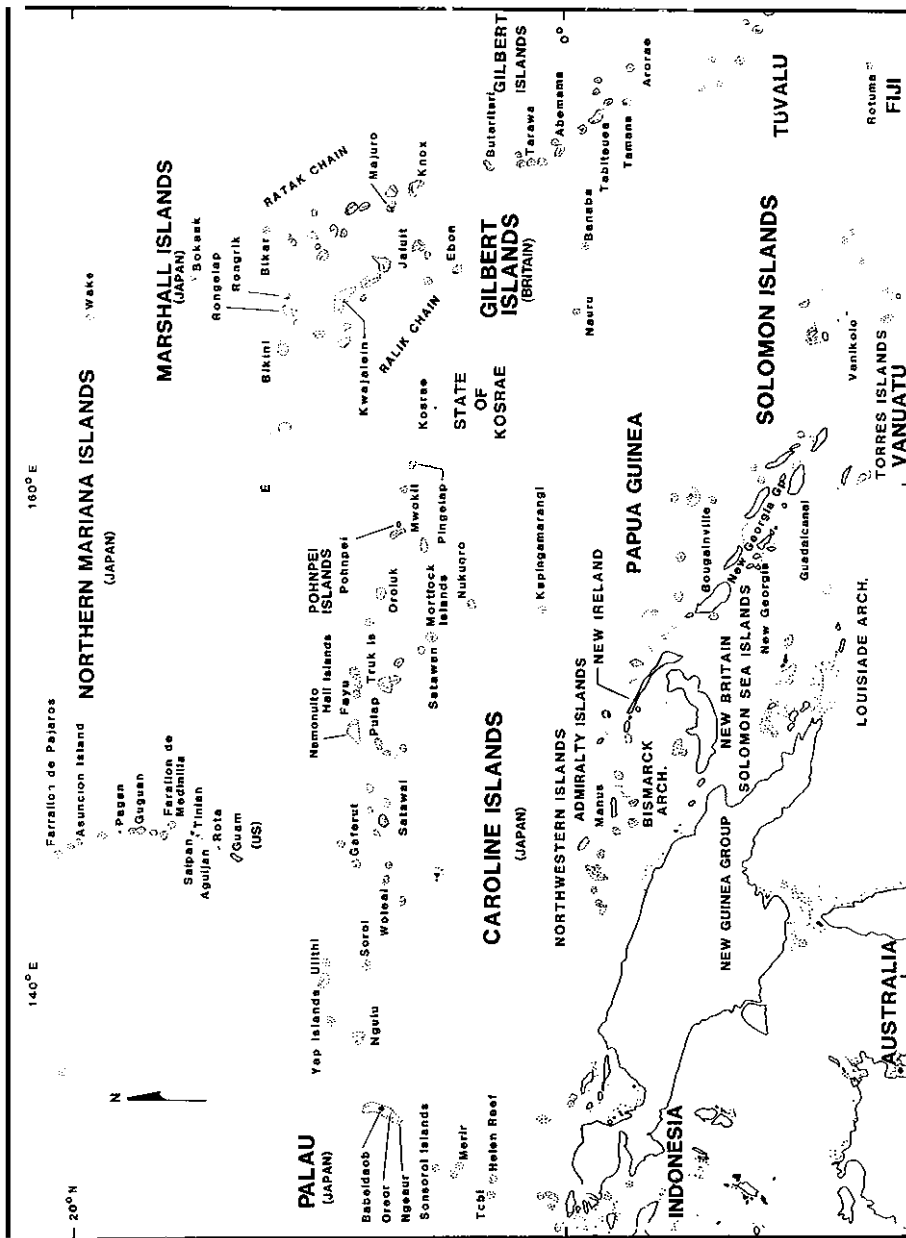 140° E
160° E
20° N
0°
N
E
Farrallon de Pajaros
Asuncion Island
NORTHERN MARIANA ISLANDS
(JAPAN)
Pagan
Guguan
Farallon de
Medinilla
Saipan
Tinian
Aguijan
Rota
Guam
(US)
Wake
MARSHALL ISLANDS
(JAPAN)
Bokaak
Rongelap
Rongrik
Bikar
Bikini
RATAK CHAIN
Kwajalein
RALIK CHAIN
Majuro
Jaluit
Knox
Ebon
PALAU
(JAPAN)
Babeldaob
Oreor
Ngeaur
Sonsorol Islands
Merir
Tobi
Helen Reef
Yap Islands
Ulithi
Ngulu
Sorol
Woleai
Gaferut
Satawal
Nomonuito
Hall Islands
Fayu
Pulap
Truk Is
POHNPEI
ISLANDS
Pohnpei
Oroluk
Mwokil
Pingelap
Mortlock
Islands
Satawan
Nukuoro
Kosrae
STATE
OF
KOSRAE
CAROLINE ISLANDS
(JAPAN)
Kapingamarangi
GILBERT
ISLANDS
(BRITAIN)
GILBERT
ISLANDS
Butaritari
Tarawa
Abemama
Nauru
Banaba
Tabiteuea
Tamana
Arorae
NORTHWESTERN ISLANDS
ADMIRALTY ISLANDS
Manus
NEW IRELAND
BISMARCK
ARCH.
PAPUA GUINEA
NEW GUINEA GROUP
NEW BRITAIN
SOLOMON SEA ISLANDS
Bougainville
New Georgia Gp
New Georgia
Guadalcanal
SOLOMON ISLANDS
LOUISIADE ARCH.
Vanikolo
TORRES ISLANDS
VANUATU
TUVALU
Rotuma
FIJI
INDONESIA
AUSTRALIA